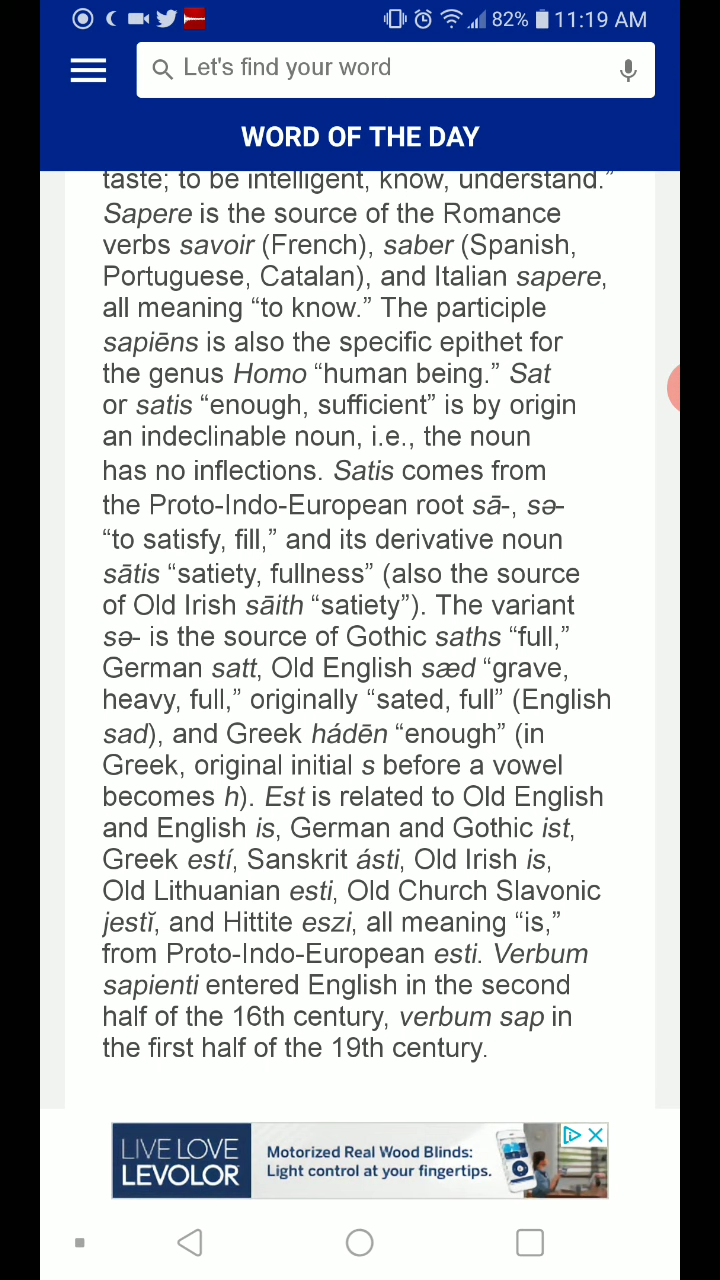 82% 11:19 AM
Let's find your word
WORD OF THE DAY
taste; to be intelligent, know, understand.”
Sapere is the source of the Romance
verbs savoir (French), saber (Spanish,
Portuguese, Catalan), and Italian sapere,
all meaning “to know.” The participle
sapiēns is also the specific epithet for
the genus Homo “human being.” Sat
or satis “enough, sufficient” is by origin
an indeclinable noun, i.e., the noun
has no inflections. Satis comes from
the Proto-Indo-European root sā-, sə-
“to satisfy, fill,” and its derivative noun
sātis “satiety, fullness” (also the source
of Old Irish sāith “satiety”). The variant
sə- is the source of Gothic saths “full,”
German satt, Old English sæd “grave,
heavy, full,” originally “sated, full” (English
sad), and Greek hádēn “enough” (in
Greek, original initial s before a vowel
becomes h). Est is related to Old English
and English is, German and Gothic ist,
Greek estí, Sanskrit ásti, Old Irish is,
Old Lithuanian esti, Old Church Slavonic
jestĭ, and Hittite eszi, all meaning “is,”
from Proto-Indo-European esti. Verbum
sapienti entered English in the second
half of the 16th century, verbum sap in
the first half of the 19th century.
LIVE LOVE
LEVOLOR
Motorized Real Wood Blinds:
Light control at your fingertips.